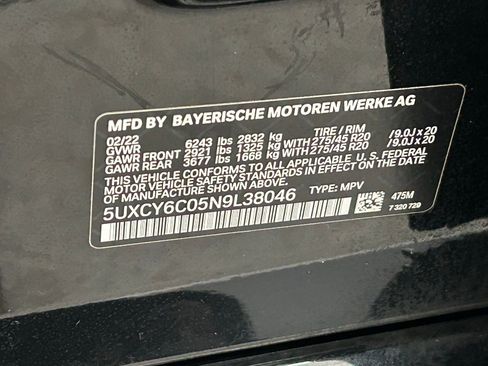 MFD BY BAYERISCHE MOTOREN WERKE AG
02/22 TIRE / RIM
GVWR 6243 lbs 2832 kg
GAWR FRONT 2921 lbs 1325 kg WITH 275/45 R20 /9.0J x 20
GAWR REAR 3677 lbs 1668 kg WITH 275/45 R20 /9.0J x 20
THIS VEHICLE CONFORMS TO ALL APPLICABLE U. S. FEDERAL
MOTOR VEHICLE SAFETY STANDARDS IN EFFECT ON THE DATE
OF MANUFACTURE SHOWN ABOVE.
5UXCY6C05N9L38046 TYPE: MPV
475M
7 320 729